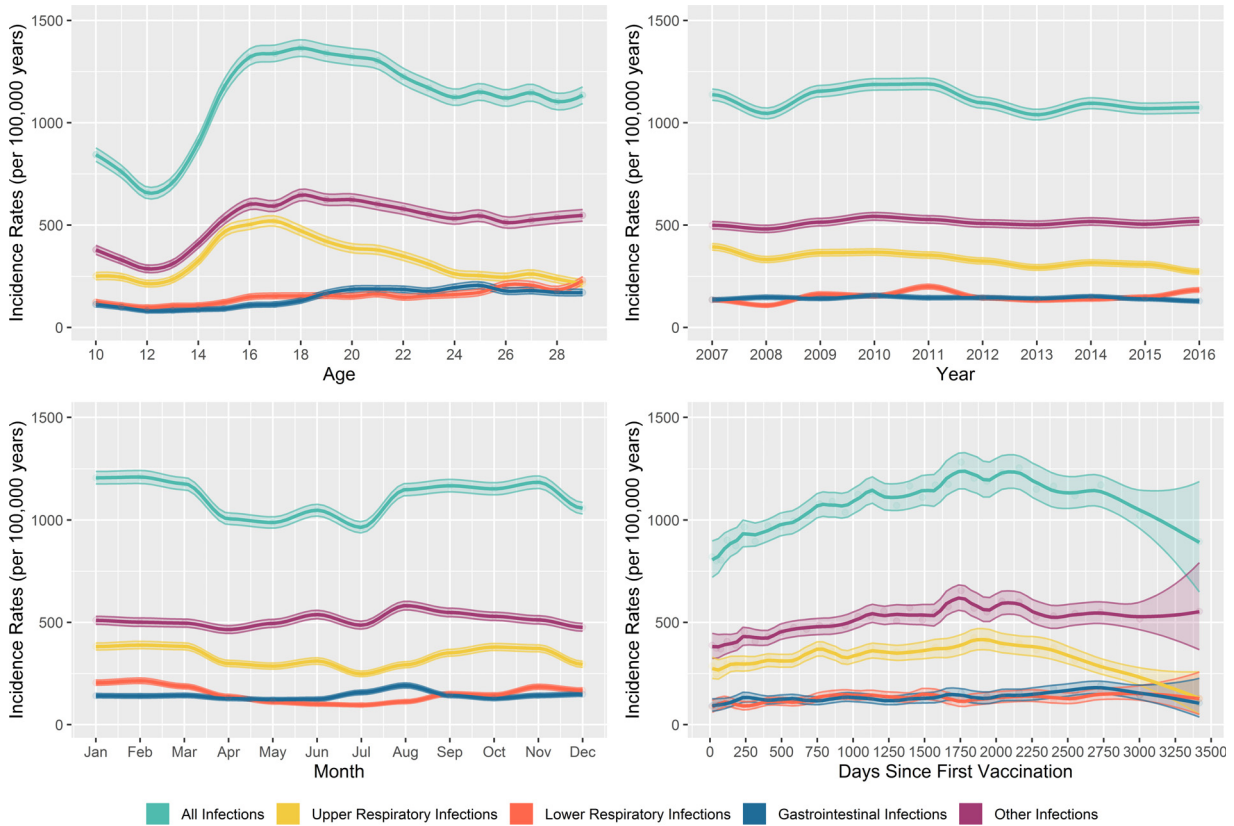 1500
1000
500
0
Incidence Rates (per 100,000 years)
10 12 14 16 18 20 22 24 26 28
Age
1500
1000
500
0
Incidence Rates (per 100,000 years)
2007 2008 2009 2010 2011 2012 2013 2014 2015 2016
Year
1500
1000
500
0
Incidence Rates (per 100,000 years)
Jan Feb Mar Apr May Jun Jul Aug Sep Oct Nov Dec
Month
1500
1000
500
0
Incidence Rates (per 100,000 years)
0 250 500 750 1000 1250 1500 1750 2000 2250 2500 2750 3000 3250 3500
Days Since First Vaccination
All Infections Upper Respiratory Infections Lower Respiratory Infections Gastrointestinal Infections Other Infections